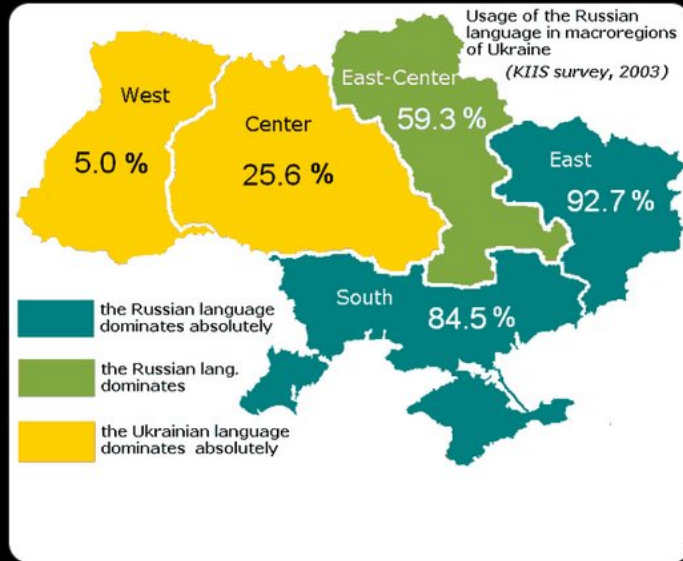 Usage of the Russian
language in macroregions
of Ukraine
(KIIS survey, 2003)
East-Center
59.3 %
West
5.0 %
Center
25.6 %
East
92.7 %
South
84.5 %
the Russian language
dominates absolutely
the Russian lang.
dominates
the Ukrainian language
dominates absolutely